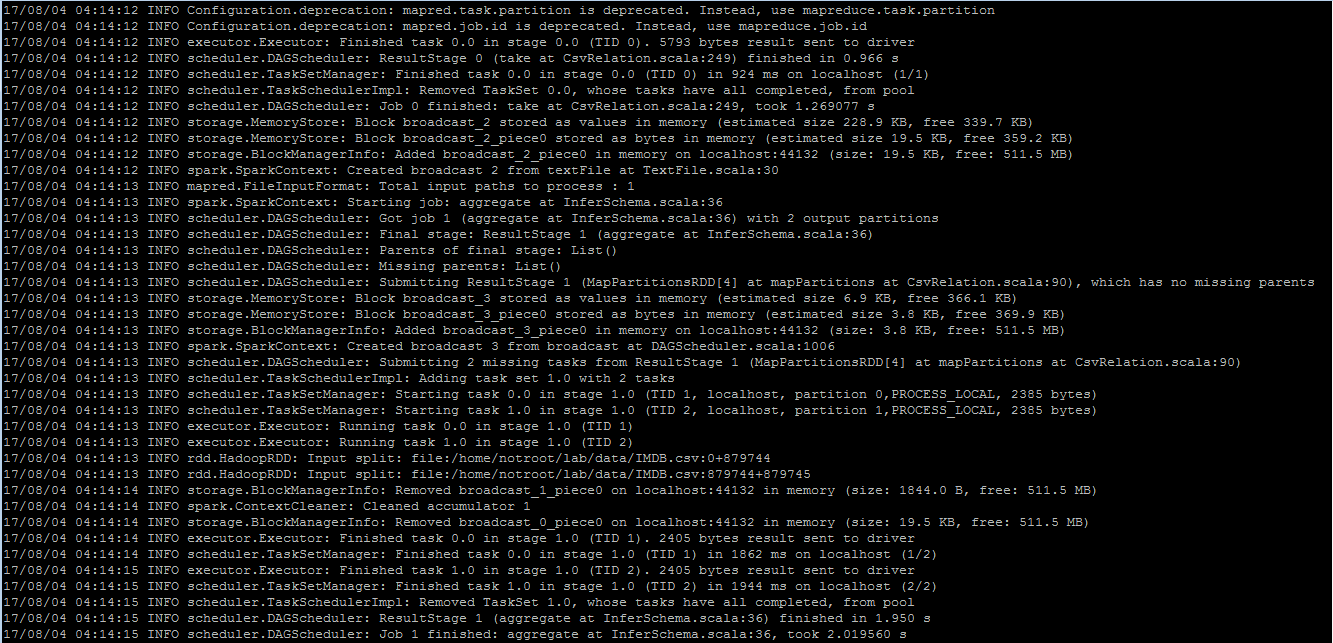 17/08/04 04:14:12 INFO Configuration.deprecation: mapred.task.partition is deprecated. Instead, use mapreduce.task.partition
17/08/04 04:14:12 INFO Configuration.deprecation: mapred.job.id is deprecated. Instead, use mapreduce.job.id
17/08/04 04:14:12 INFO executor.Executor: Finished task 0.0 in stage 0.0 (TID 0). 5793 bytes result sent to driver
17/08/04 04:14:12 INFO scheduler.DAGScheduler: ResultStage 0 (take at CsvRelation.scala:249) finished in 0.966 s
17/08/04 04:14:12 INFO scheduler.TaskSetManager: Finished task 0.0 in stage 0.0 (TID 0) in 924 ms on localhost (1/1)
17/08/04 04:14:12 INFO scheduler.TaskSchedulerImpl: Removed TaskSet 0.0, whose tasks have all completed, from pool
17/08/04 04:14:12 INFO scheduler.DAGScheduler: Job 0 finished: take at CsvRelation.scala:249, took 1.269077 s
17/08/04 04:14:12 INFO storage.MemoryStore: Block broadcast_2 stored as values in memory (estimated size 228.9 KB, free 339.7 KB)
17/08/04 04:14:12 INFO storage.MemoryStore: Block broadcast_2_piece0 stored as bytes in memory (estimated size 19.5 KB, free 359.2 KB)
17/08/04 04:14:12 INFO storage.BlockManagerInfo: Added broadcast_2_piece0 in memory on localhost:44132 (size: 19.5 KB, free: 511.5 MB)
17/08/04 04:14:12 INFO spark.SparkContext: Created broadcast 2 from textFile at TextFile.scala:30
17/08/04 04:14:13 INFO mapred.FileInputFormat: Total input paths to process : 1
17/08/04 04:14:13 INFO spark.SparkContext: Starting job: aggregate at InferSchema.scala:36
17/08/04 04:14:13 INFO scheduler.DAGScheduler: Got job 1 (aggregate at InferSchema.scala:36) with 2 output partitions
17/08/04 04:14:13 INFO scheduler.DAGScheduler: Final stage: ResultStage 1 (aggregate at InferSchema.scala:36)
17/08/04 04:14:13 INFO scheduler.DAGScheduler: Parents of final stage: List()
17/08/04 04:14:13 INFO scheduler.DAGScheduler: Missing parents: List()
17/08/04 04:14:13 INFO scheduler.DAGScheduler: Submitting ResultStage 1 (MapPartitionsRDD[4] at mapPartitions at CsvRelation.scala:90), which has no missing parents
17/08/04 04:14:13 INFO storage.MemoryStore: Block broadcast_3 stored as values in memory (estimated size 6.9 KB, free 366.1 KB)
17/08/04 04:14:13 INFO storage.MemoryStore: Block broadcast_3_piece0 stored as bytes in memory (estimated size 3.8 KB, free 369.9 KB)
17/08/04 04:14:13 INFO storage.BlockManagerInfo: Added broadcast_3_piece0 in memory on localhost:44132 (size: 3.8 KB, free: 511.5 MB)
17/08/04 04:14:13 INFO spark.SparkContext: Created broadcast 3 from broadcast at DAGScheduler.scala:1006
17/08/04 04:14:13 INFO scheduler.DAGScheduler: Submitting 2 missing tasks from ResultStage 1 (MapPartitionsRDD[4] at mapPartitions at CsvRelation.scala:90)
17/08/04 04:14:13 INFO scheduler.TaskSchedulerImpl: Adding task set 1.0 with 2 tasks
17/08/04 04:14:13 INFO scheduler.TaskSetManager: Starting task 0.0 in stage 1.0 (TID 1, localhost, partition 0,PROCESS_LOCAL, 2385 bytes)
17/08/04 04:14:13 INFO scheduler.TaskSetManager: Starting task 1.0 in stage 1.0 (TID 2, localhost, partition 1,PROCESS_LOCAL, 2385 bytes)
17/08/04 04:14:13 INFO executor.Executor: Running task 0.0 in stage 1.0 (TID 1)
17/08/04 04:14:13 INFO executor.Executor: Running task 1.0 in stage 1.0 (TID 2)
17/08/04 04:14:13 INFO rdd.HadoopRDD: Input split: file:/home/notroot/lab/data/IMDB.csv:0+879744
17/08/04 04:14:13 INFO rdd.HadoopRDD: Input split: file:/home/notroot/lab/data/IMDB.csv:879744+879745
17/08/04 04:14:14 INFO storage.BlockManagerInfo: Removed broadcast_1_piece0 on localhost:44132 in memory (size: 1844.0 B, free: 511.5 MB)
17/08/04 04:14:14 INFO spark.ContextCleaner: Cleaned accumulator 1
17/08/04 04:14:14 INFO storage.BlockManagerInfo: Removed broadcast_0_piece0 on localhost:44132 in memory (size: 19.5 KB, free: 511.5 MB)
17/08/04 04:14:14 INFO executor.Executor: Finished task 0.0 in stage 1.0 (TID 1). 2405 bytes result sent to driver
17/08/04 04:14:14 INFO scheduler.TaskSetManager: Finished task 0.0 in stage 1.0 (TID 1) in 1862 ms on localhost (1/2)
17/08/04 04:14:15 INFO executor.Executor: Finished task 1.0 in stage 1.0 (TID 2). 2405 bytes result sent to driver
17/08/04 04:14:15 INFO scheduler.TaskSetManager: Finished task 1.0 in stage 1.0 (TID 2) in 1944 ms on localhost (2/2)
17/08/04 04:14:15 INFO scheduler.TaskSchedulerImpl: Removed TaskSet 1.0, whose tasks have all completed, from pool
17/08/04 04:14:15 INFO scheduler.DAGScheduler: ResultStage 1 (aggregate at InferSchema.scala:36) finished in 1.950 s
17/08/04 04:14:15 INFO scheduler.DAGScheduler: Job 1 finished: aggregate at InferSchema.scala:36, took 2.019560 s